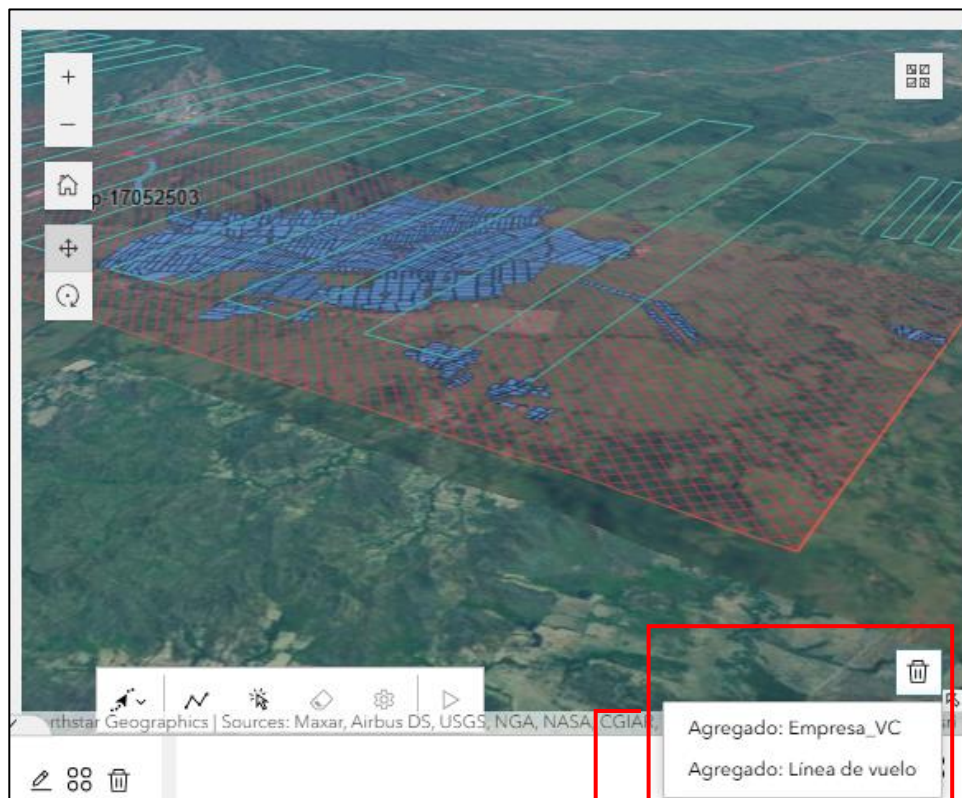 p-17052503
rthstar Geographics | Sources: Maxar, Airbus DS, USGS, NGA, NASA, CGIAR,
Agregado: Empresa_VC
Agregado: Línea de vuelo